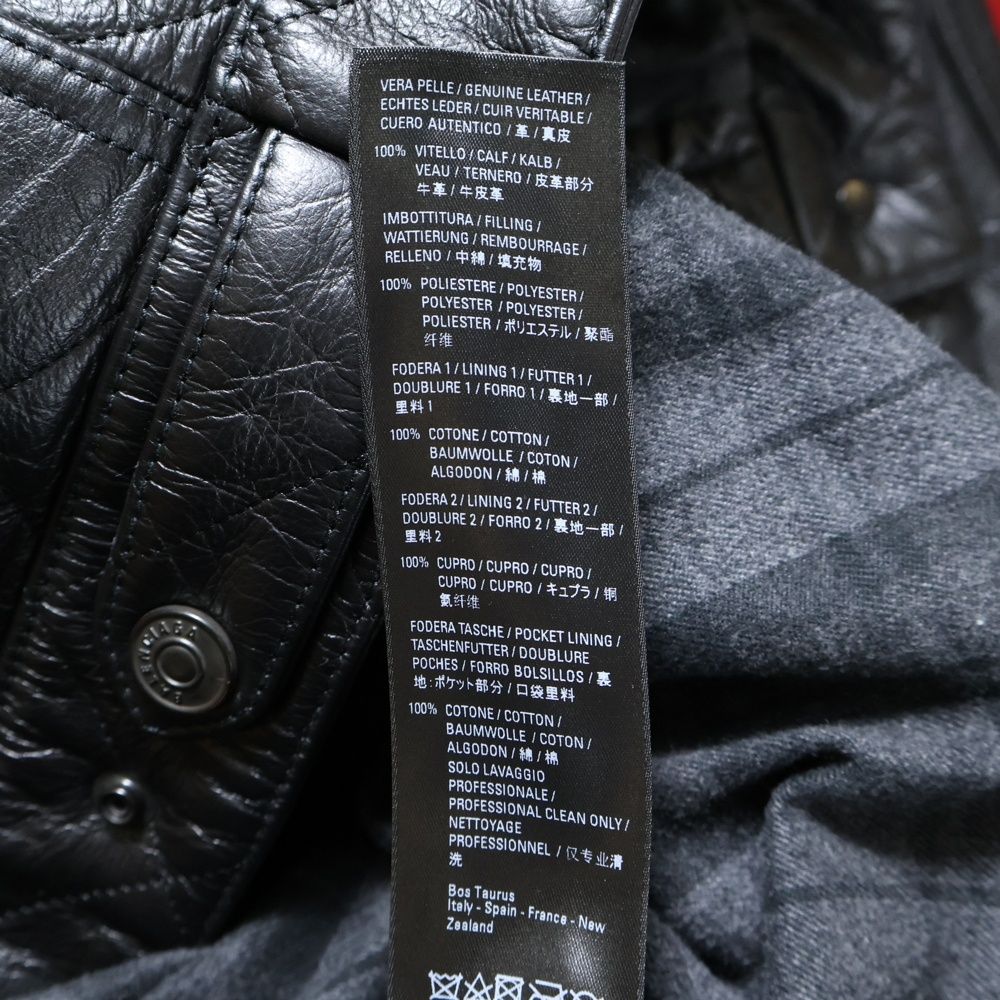 VERA PELLE / GENUINE LEATHER /
ECHTES LEDER / CUIR VERITABLE /
CUERO AUTENTICO / 革 / 真皮
100% VITELLO / CALF / KALB /
VEAU / TERNERO / 皮革部分
牛革 / 牛皮革
IMBOTTITURA / FILLING /
WATTIERUNG / REMBOURRAGE /
RELLENO / 中綿 / 填充物
100% POLIESTERE / POLYESTER /
POLYESTER / POLYESTER /
POLIESTER / ポリエステル / 聚酯
纤维
FODERA 1 / LINING 1 / FUTTER 1 /
DOUBLURE 1 / FORRO 1 / 裏地一部 /
里料1
100% COTONE / COTTON /
BAUMWOLLE / COTON /
ALGODON / 綿 / 棉
FODERA 2 / LINING 2 / FUTTER 2 /
DOUBLURE 2 / FORRO 2 / 裏地一部 /
里料2
100% CUPRO / CUPRO / CUPRO /
CUPRO / CUPRO / キュプラ / 铜
氨纤维
FODERA TASCHE / POCKET LINING /
TASCHENFUTTER / DOUBLURE
POCHES / FORRO BOLSILLOS / 裏
地:ポケット部分 / 口袋里料
100% COTONE / COTTON /
BAUMWOLLE / COTON /
ALGODON / 綿 / 棉
SOLO LAVAGGIO
PROFESSIONALE /
PROFESSIONAL CLEAN ONLY /
NETTOYAGE
PROFESSIONNEL / 仅专业清
洗
Bos Taurus
Italy - Spain - France - New
Zealand
BALENCIAGA